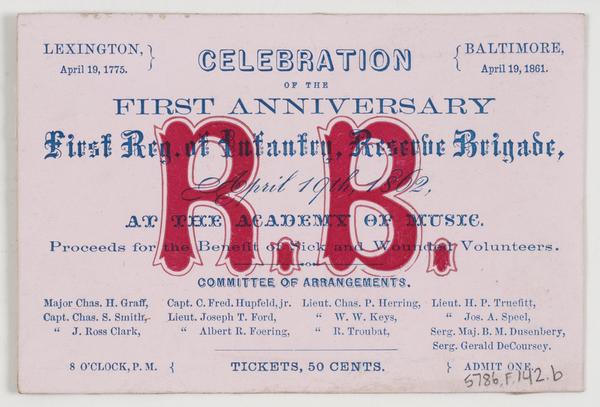 LEXINGTON,
April 19, 1775.
CELEBRATION
BALTIMORE,
April 19, 1861.
OF THE
FIRST ANNIVERSARY
First Reg. of Infantry, Reserve Brigade,
April 19th, 1862,
AT THE ACADEMY OF MUSIC.
Proceeds for the Benefit of Sick and Wounded Volunteers.
R.B.
COMMITTEE OF ARRANGEMENTS.
Major Chas. H. Graff, Capt. C. Fred. Hupfeld, jr. Lieut. Chas. P. Herring, Lieut. H. P. Truefitt,
Capt. Chas. S. Smith, Lieut. Joseph T. Ford, " W. W. Keys, " Jos. A. Speel,
" J. Ross Clark, " Albert R. Foering, " R. Troubat, Serg. Maj. B. M. Dusenbery,
Serg. Gerald DeCoursey.
8 O'CLOCK, P. M. { TICKETS, 50 CENTS. } ADMIT ONE.
5786.F.142.b